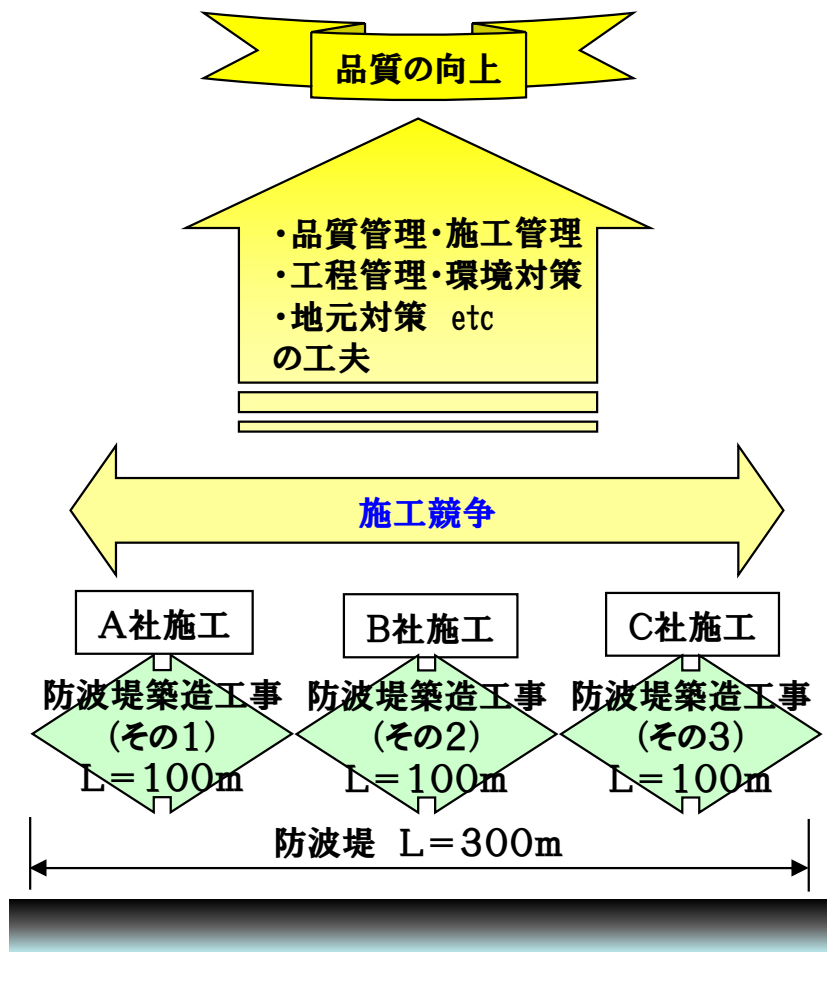 品質の向上
・品質管理・施工管理
・工程管理・環境対策
・地元対策　etc
の工夫
施工競争
A社施工
B社施工
C社施工
防波堤築造工事
(その1)
L=100m
防波堤築造工事
(その2)
L=100m
防波堤築造工事
(その3)
L=100m
防波堤　L=300m